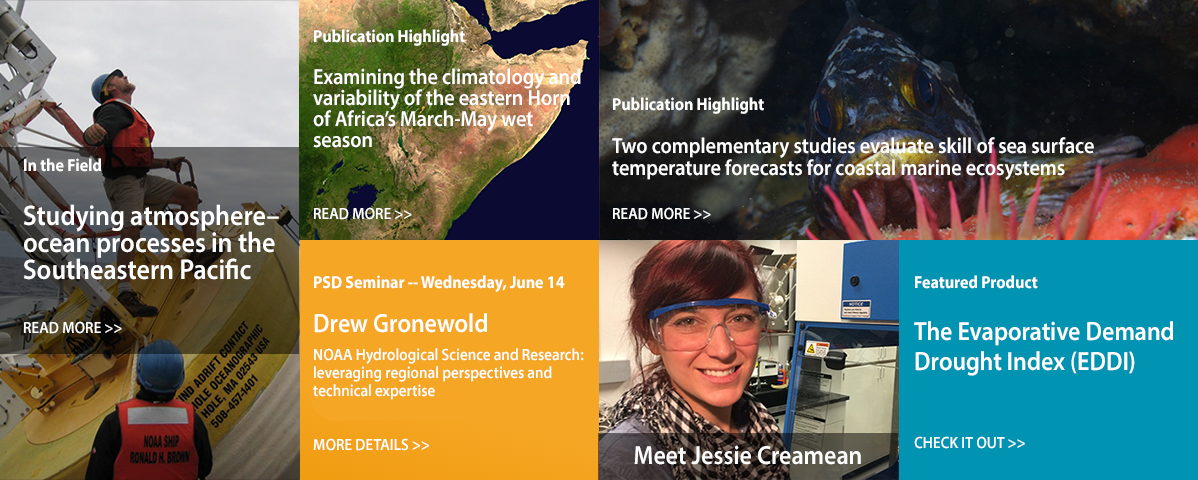 In the Field
Studying atmosphere–
ocean processes in the
Southeastern Pacific
READ MORE >>
IND ADRIFT CONTACT
HOLE OCEANOGRAPHIC
HOLE, MA 02543 USA
508-457-1401
NOAA SHIP
RONALD H. BROWN
Publication Highlight
Examining the climatology and
variability of the eastern Horn
of Africa's March-May wet
season
READ MORE >>
Publication Highlight
Two complementary studies evaluate skill of sea surface
temperature forecasts for coastal marine ecosystems
READ MORE >>
PSD Seminar -- Wednesday, June 14
Drew Gronewold
NOAA Hydrological Science and Research:
leveraging regional perspectives and
technical expertise
MORE DETAILS >>
NOTICE
Meet Jessie Creamean
Featured Product
The Evaporative Demand
Drought Index (EDDI)
CHECK IT OUT >>